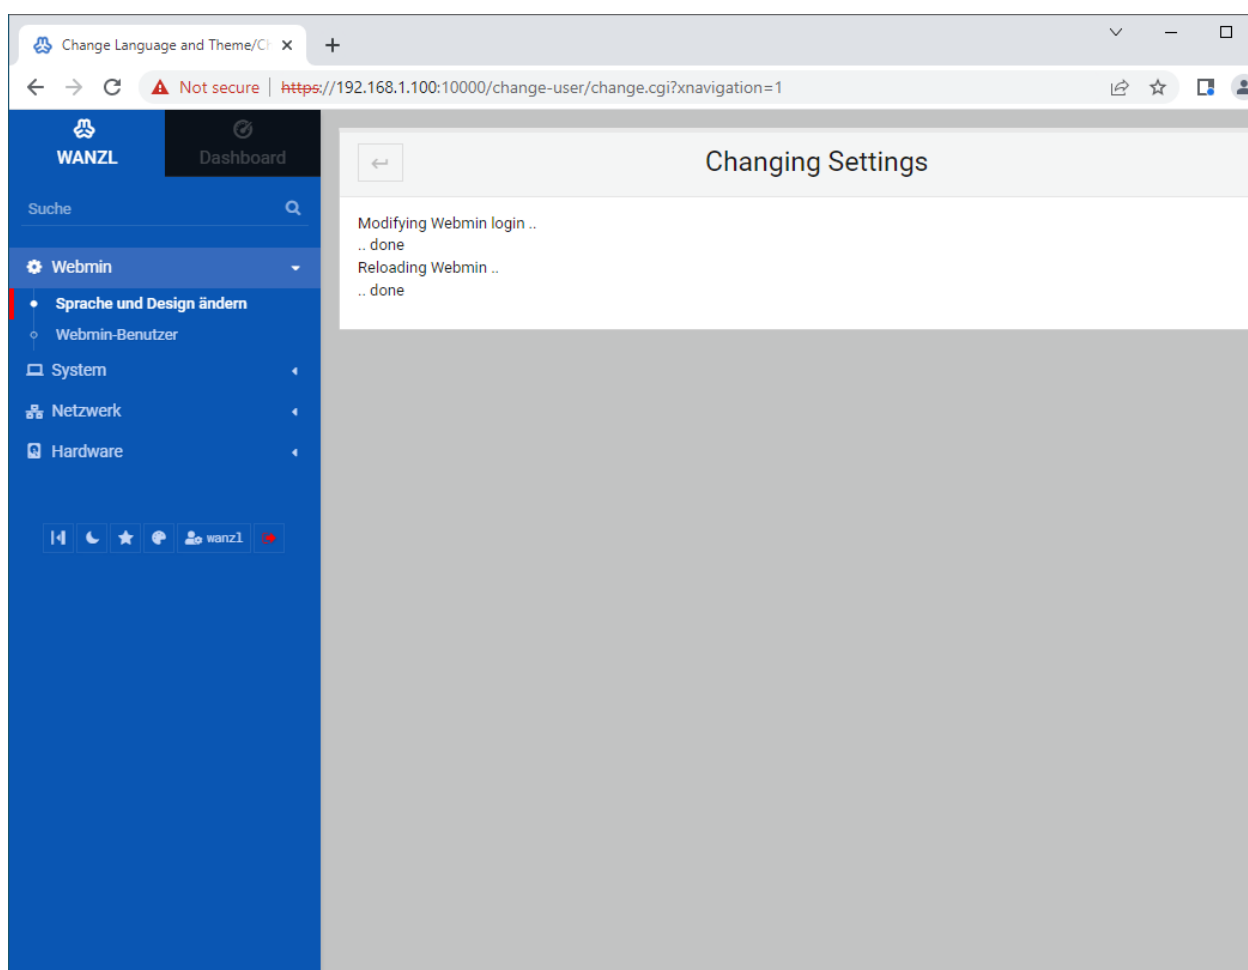 Change Language and Theme/Ch
Not secure | https://192.168.1.100:10000/change-user/change.cgi?xnavigation=1
WANZL
Dashboard
Suche
Webmin
Sprache und Design ändern
Webmin-Benutzer
System
Netzwerk
Hardware
wanzl
Changing Settings
Modifying Webmin login ..
.. done
Reloading Webmin ..
.. done